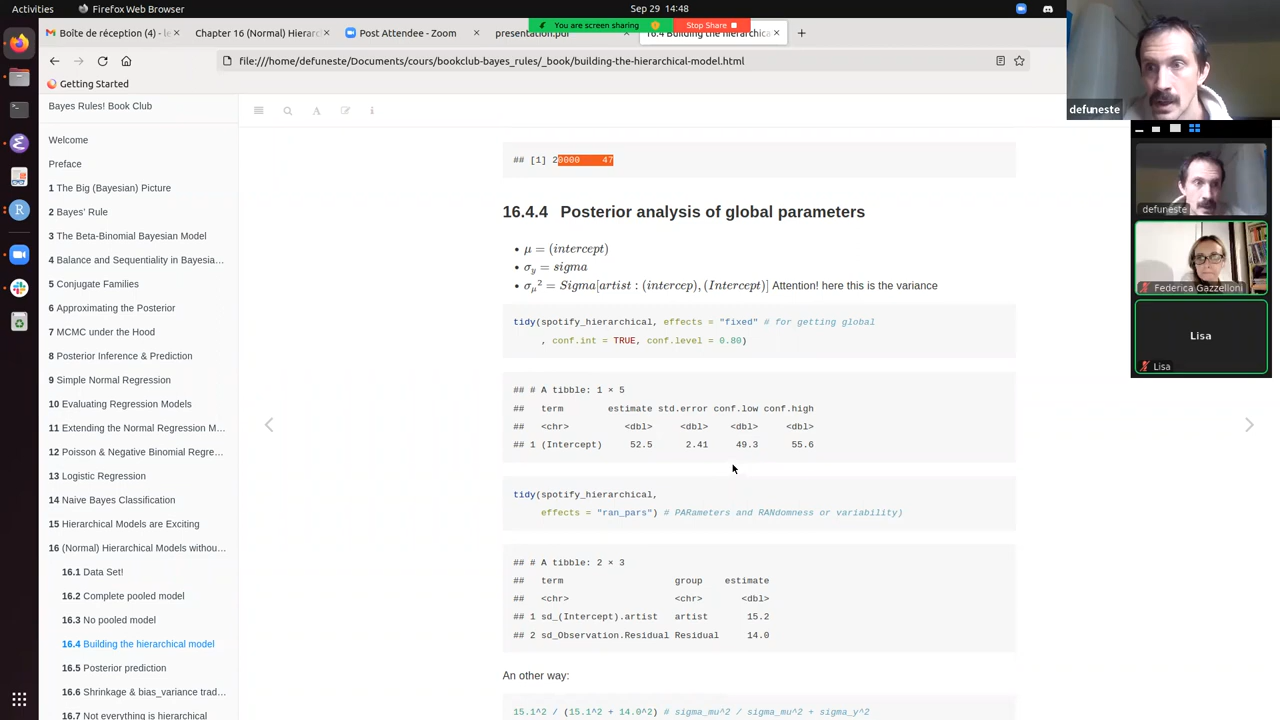 Activities
Firefox Web Browser
Sep 29 14:48
You are screen sharing
Stop Share
Boîte de réception (4) - l
Chapter 16 (Normal) Hierarc
Post Attendee - Zoom
presentation.pdf
16.4 Building the hierarchica
file:///home/defuneste/Documents/cours/bookclub-bayes_rules/_book/building-the-hierarchical-model.html
Getting Started
Bayes Rules! Book Club
Welcome
Preface
1 The Big (Bayesian) Picture
2 Bayes' Rule
3 The Beta-Binomial Bayesian Model
4 Balance and Sequentiality in Bayesia...
5 Conjugate Families
6 Approximating the Posterior
7 MCMC under the Hood
8 Posterior Inference & Prediction
9 Simple Normal Regression
10 Evaluating Regression Models
11 Extending the Normal Regression M...
12 Poisson & Negative Binomial Regre...
13 Logistic Regression
14 Naive Bayes Classification
15 Hierarchical Models are Exciting
16 (Normal) Hierarchical Models withou...
16.1 Data Set!
16.2 Complete pooled model
16.3 No pooled model
16.4 Building the hierarchical model
16.5 Posterior prediction
16.6 Shrinkage & bias_variance trad...
16.7 Not everything is hierarchical
## [1] 20000    47
16.4.4 Posterior analysis of global parameters
• μ = (intercept)
• σ_y = sigma
• σ_μ² = Sigma[artist : (intercep), (Intercept)] Attention! here this is the variance
tidy(spotify_hierarchical, effects = "fixed" # for getting global
, conf.int = TRUE, conf.level = 0.80)
## # A tibble: 1 × 5
## term estimate std.error conf.low conf.high
## <chr> <dbl> <dbl> <dbl> <dbl>
## 1 (Intercept) 52.5 2.41 49.3 55.6
tidy(spotify_hierarchical,
effects = "ran_pars") # PARameters and RANdomness or variability)
## # A tibble: 2 × 3
## term group estimate
## <chr> <chr> <dbl>
## 1 sd_(Intercept).artist artist 15.2
## 2 sd_Observation.Residual Residual 14.0
An other way:
15.1^2 / (15.1^2 + 14.0^2) # sigma_mu^2 / sigma_mu^2 + sigma_y^2
defuneste
defuneste
Federica Gazzelloni
Lisa
Lisa